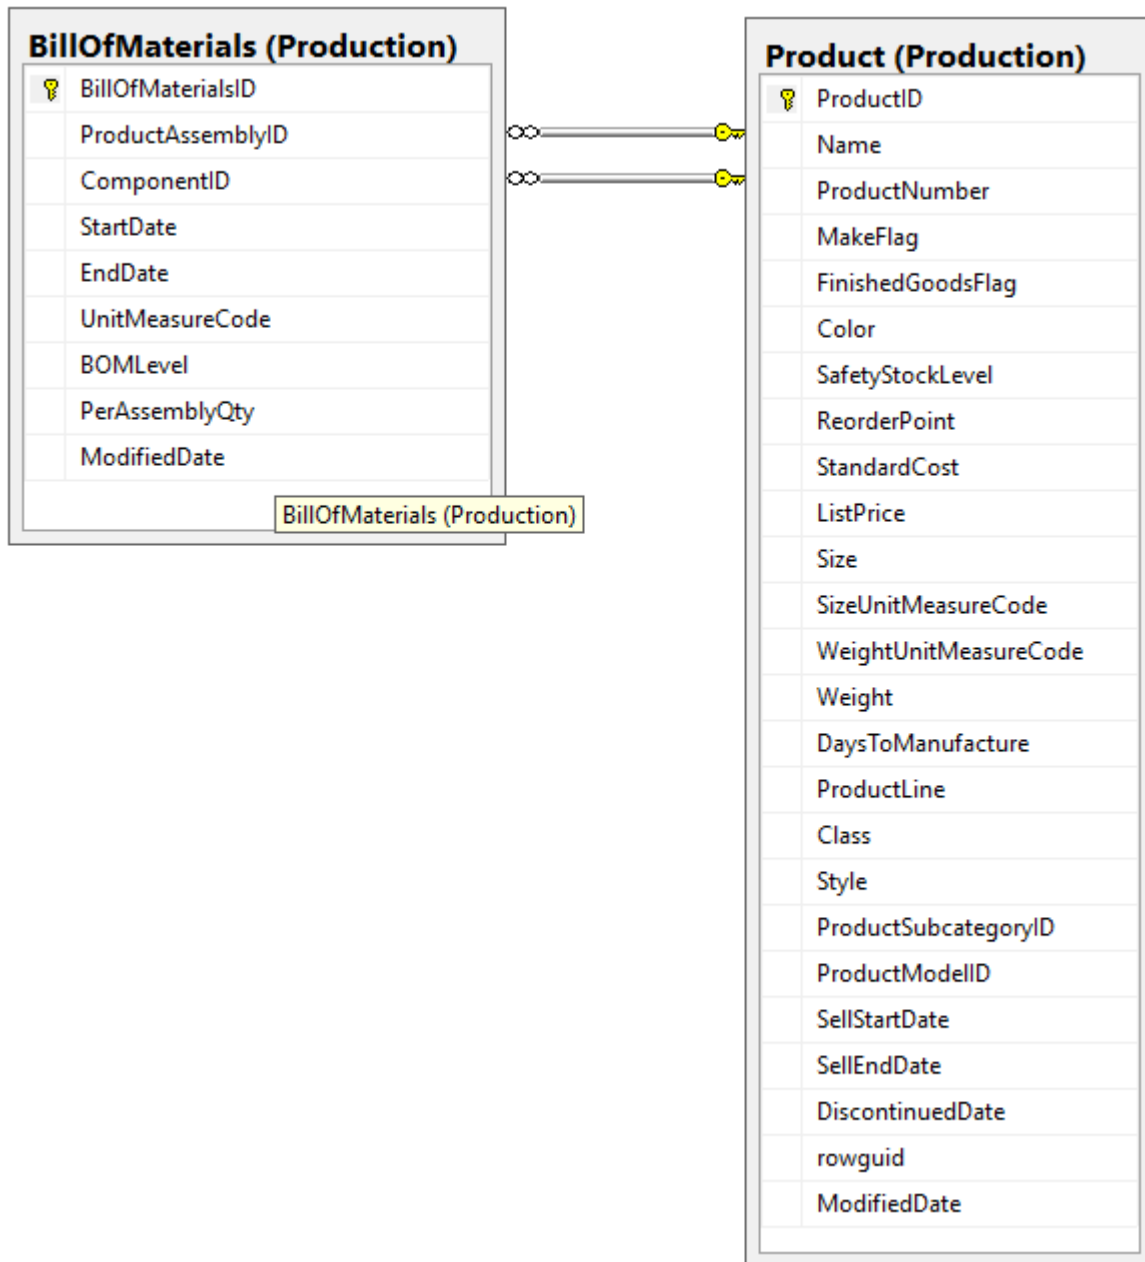 BillOfMaterials (Production)
BillOfMaterialsID
ProductAssemblyID
ComponentID
StartDate
EndDate
UnitMeasureCode
BOMLevel
PerAssemblyQty
ModifiedDate
BillOfMaterials (Production)
Product (Production)
ProductID
Name
ProductNumber
MakeFlag
FinishedGoodsFlag
Color
SafetyStockLevel
ReorderPoint
StandardCost
ListPrice
Size
SizeUnitMeasureCode
WeightUnitMeasureCode
Weight
DaysToManufacture
ProductLine
Class
Style
ProductSubcategoryID
ProductModelID
SellStartDate
SellEndDate
DiscontinuedDate
rowguid
ModifiedDate